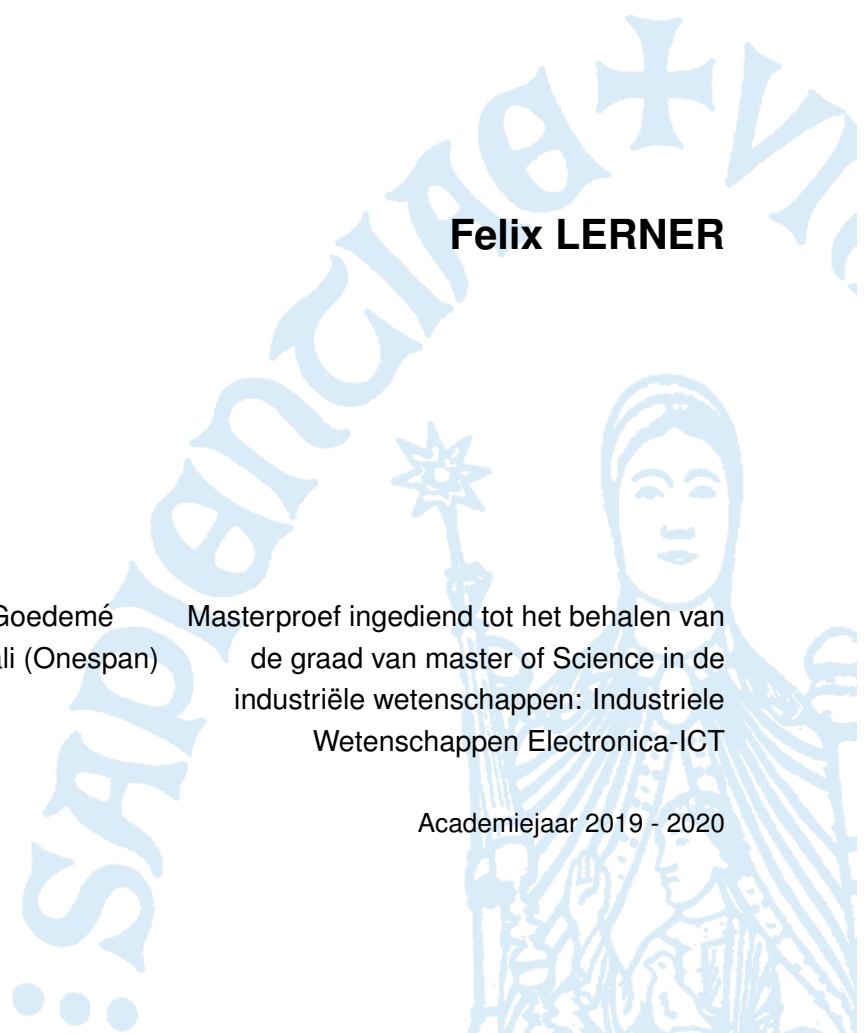 Felix LERNER
Goedemé
li (Onespan)
Masterproef ingediend tot het behalen van
de graad van master of Science in de
industriële wetenschappen: Industriele
Wetenschappen Electronica-ICT
Academiejaar 2019 - 2020
SAPIENTIAE